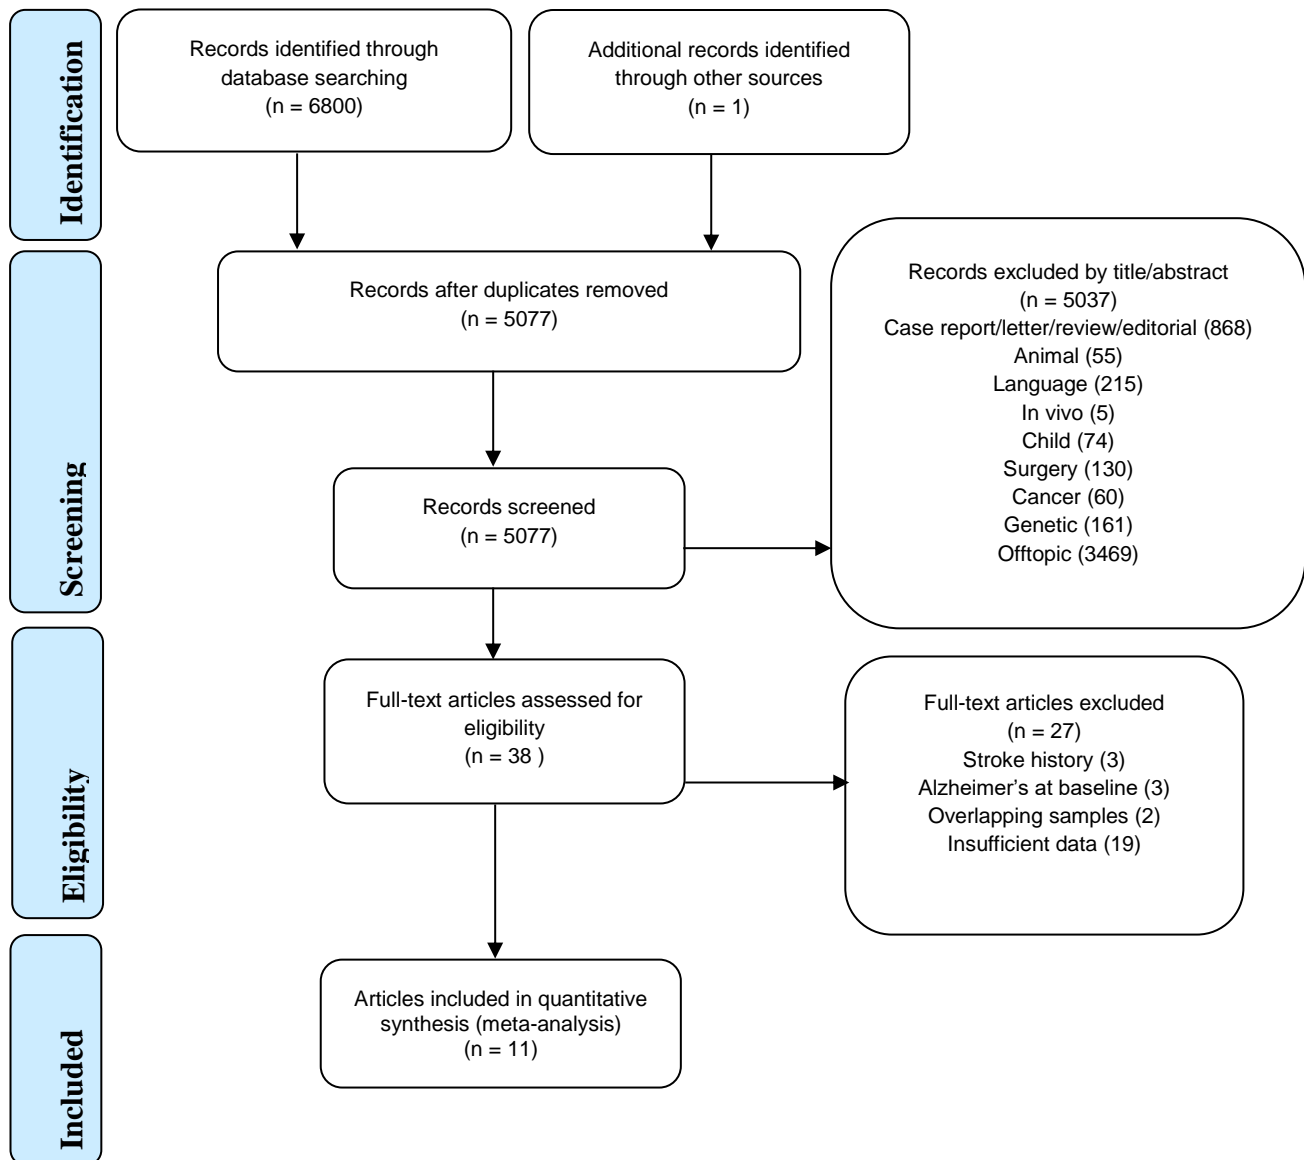 Identification
Records identified through
database searching
(n = 6800)
Additional records identified
through other sources
(n = 1)
Screening
Records after duplicates removed
(n = 5077)
Records screened
(n = 5077)
Records excluded by title/abstract
(n = 5037)
Case report/letter/review/editorial (868)
Animal (55)
Language (215)
In vivo (5)
Child (74)
Surgery (130)
Cancer (60)
Genetic (161)
Offtopic (3469)
Eligibility
Full-text articles assessed for
eligibility
(n = 38 )
Full-text articles excluded
(n = 27)
Stroke history (3)
Alzheimer's at baseline (3)
Overlapping samples (2)
Insufficient data (19)
Included
Articles included in quantitative
synthesis (meta-analysis)
(n = 11)